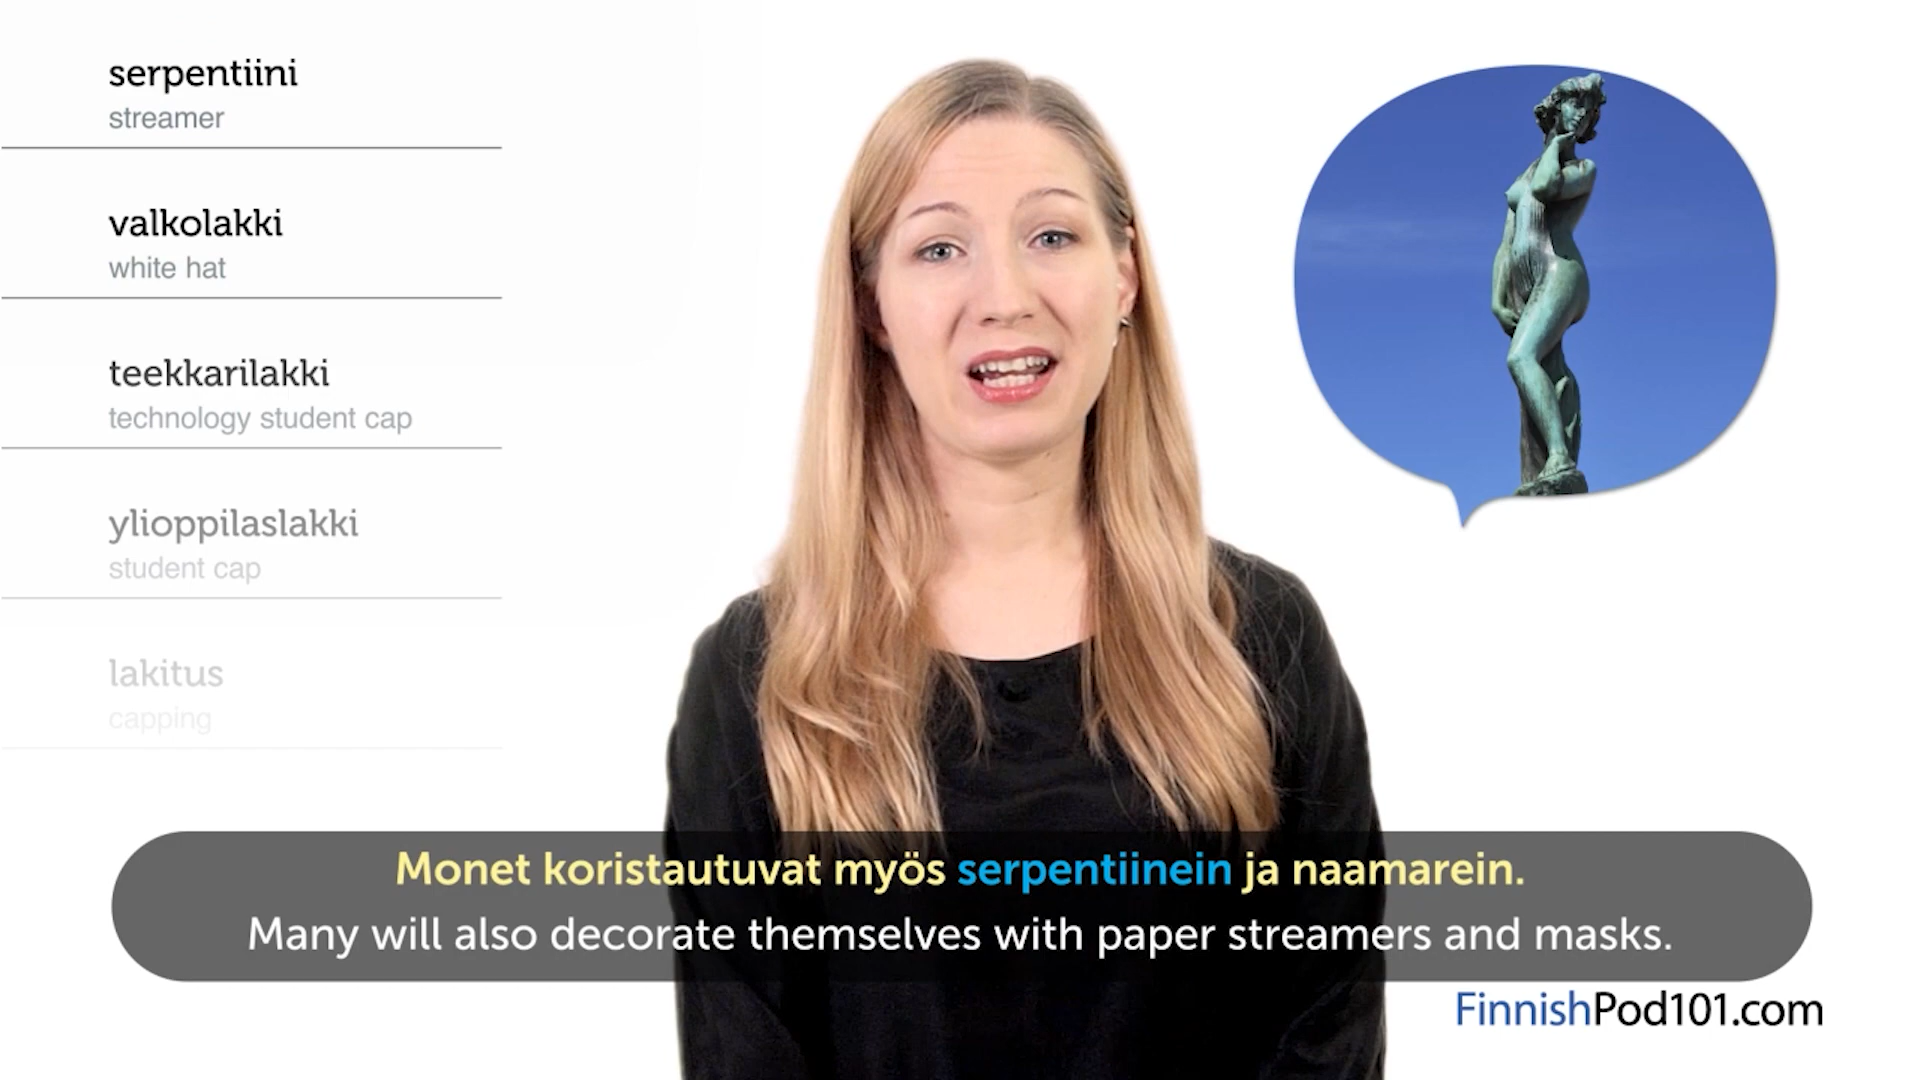 serpentiini
streamer
valkolakki
white hat
teekkarilakki
technology student cap
ylioppilaslakki
student cap
lakitus
capping
Monet koristautuvat myös serpentiinein ja naamarein.
Many will also decorate themselves with paper streamers and masks.
FinnishPod101.com